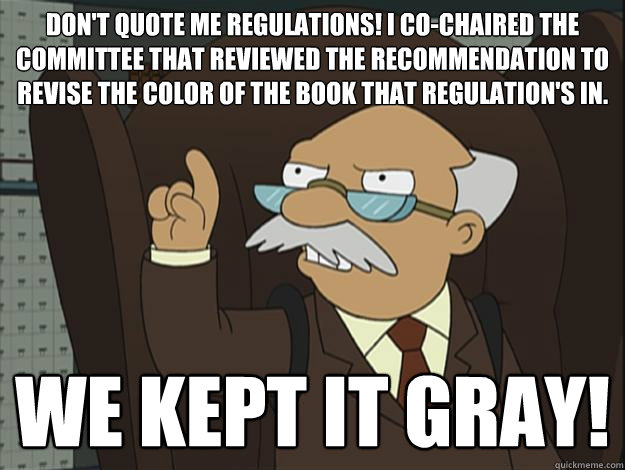 DON'T QUOTE ME REGULATIONS! I CO-CHAIRED THE
COMMITTEE THAT REVIEWED THE RECOMMENDATION TO
REVISE THE COLOR OF THE BOOK THAT REGULATION'S IN.
WE KEPT IT GRAY!
quickmeme.com